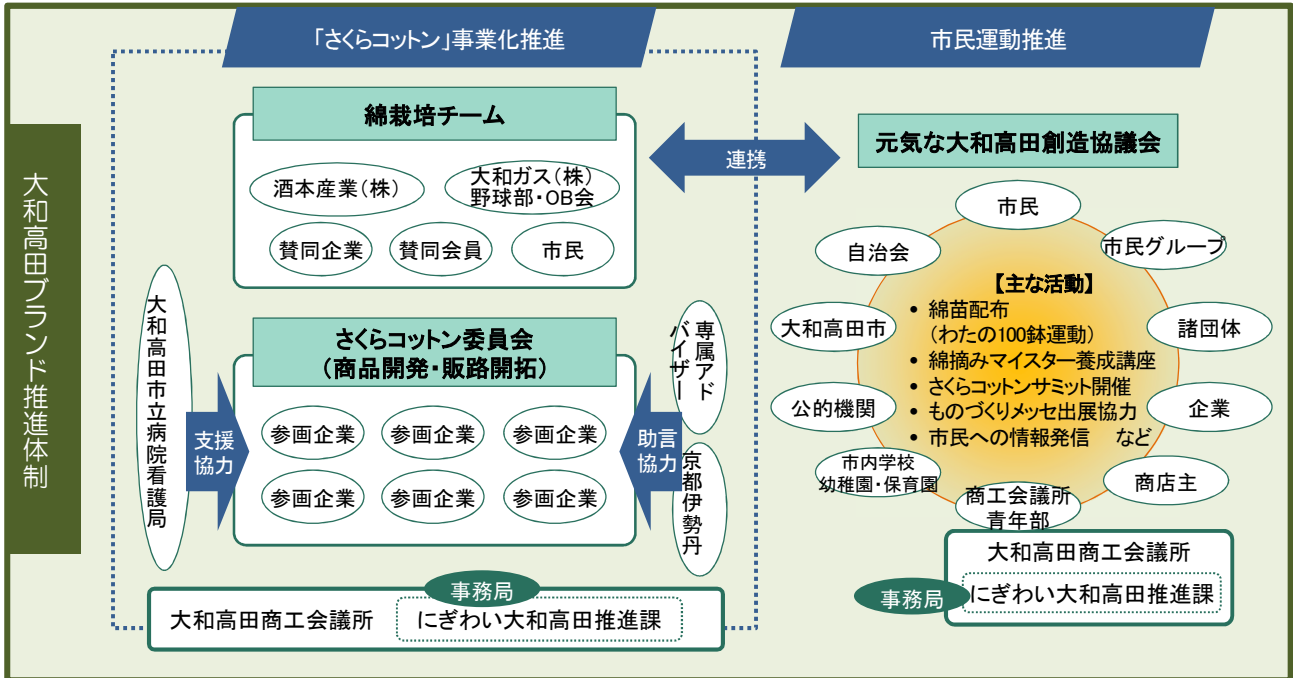 大和高田ブランド推進体制
「さくらコットン」事業化推進
綿栽培チーム
酒本産業(株)
大和ガス(株)
野球部・OB会
賛同企業
賛同会員
市民
大和高田市立病院看護局
支援
協力
さくらコットン委員会
(商品開発・販路開拓)
参画企業
参画企業
参画企業
参画企業
参画企業
参画企業
助言
協力
専属アド
バイザー
京都伊勢丹
事務局
大和高田商工会議所
にぎわい大和高田推進課
連携
市民運動推進
元気な大和高田創造協議会
市民
市民グループ
諸団体
企業
商店主
商工会議所
青年部
市内学校
幼稚園・保育園
公的機関
大和高田市
自治会
【主な活動】
• 綿苗配布
(わたの100鉢運動)
• 綿摘みマイスター養成講座
• さくらコットンサミット開催
• ものづくりメッセ出展協力
• 市民への情報発信 など
大和高田商工会議所
事務局
にぎわい大和高田推進課